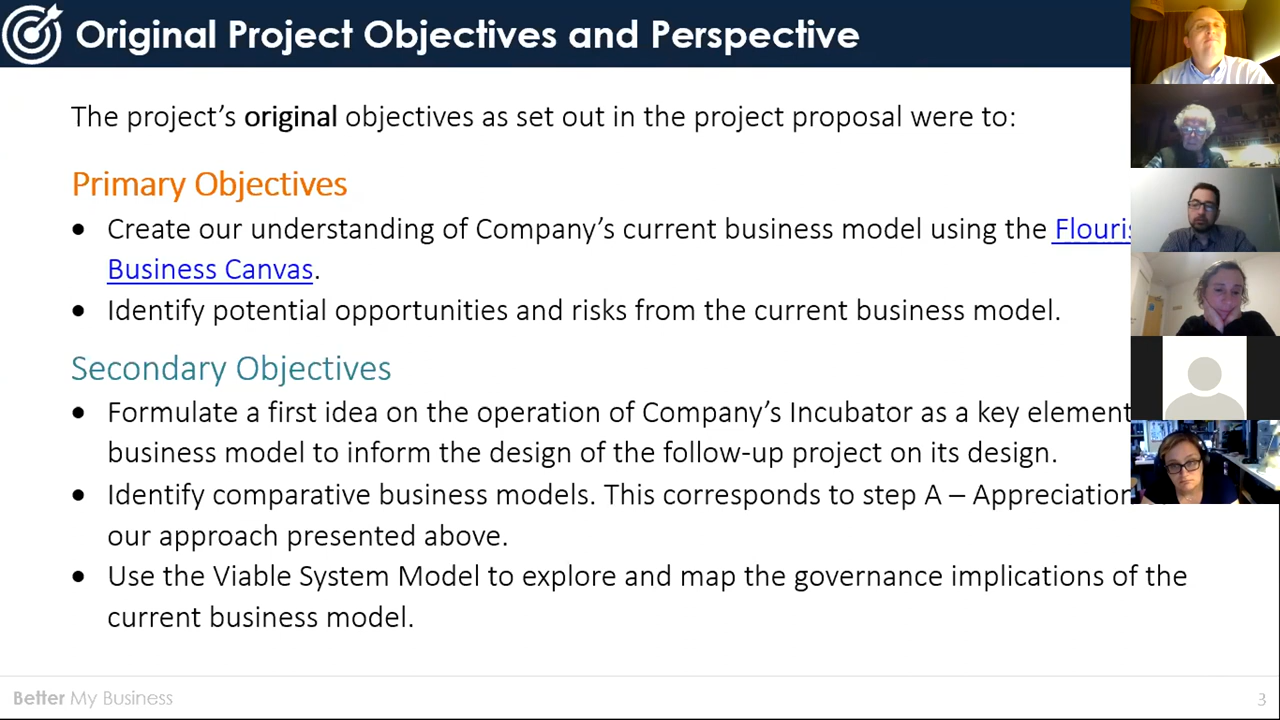 Original Project Objectives and Perspective
The project’s original objectives as set out in the project proposal were to:
Primary Objectives
• Create our understanding of Company’s current business model using the
Business Canvas.
• Identify potential opportunities and risks from the current business model.
Secondary Objectives
• Formulate a first idea on the operation of Company’s Incubator as a key element
business model to inform the design of the follow-up project on its design.
• Identify comparative business models. This corresponds to step A – Appreciation
our approach presented above.
• Use the Viable System Model to explore and map the governance implications of the
current business model.
Better My Business
3